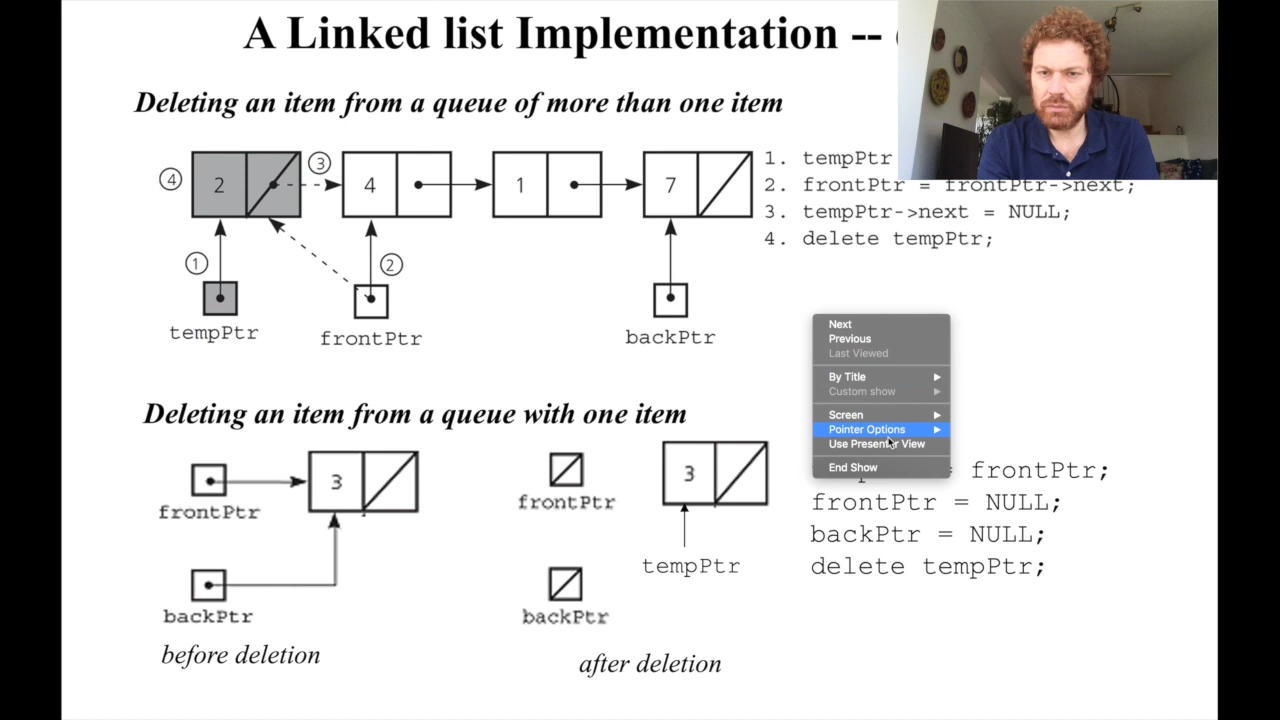 A Linked list Implementation --
Deleting an item from a queue of more than one item
④ 2 ③ 4 1 7
① ②
tempPtr frontPtr backPtr
1. tempPtr
2. frontPtr = frontPtr->next;
3. tempPtr->next = NULL;
4. delete tempPtr;
Next
Previous
Last Viewed
By Title
Custom show
Screen
Pointer Options
Use Presenter View
End Show
Deleting an item from a queue with one item
3
frontPtr
backPtr
before deletion
frontPtr
3
tempPtr
backPtr
after deletion
= frontPtr;
frontPtr = NULL;
backPtr = NULL;
delete tempPtr;